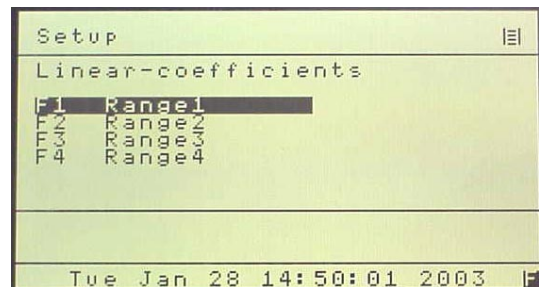 Setup
Linear-coefficients
F1 Range1
F2 Range2
F3 Range3
F4 Range4
Tue Jan 28 14:50:01 2003